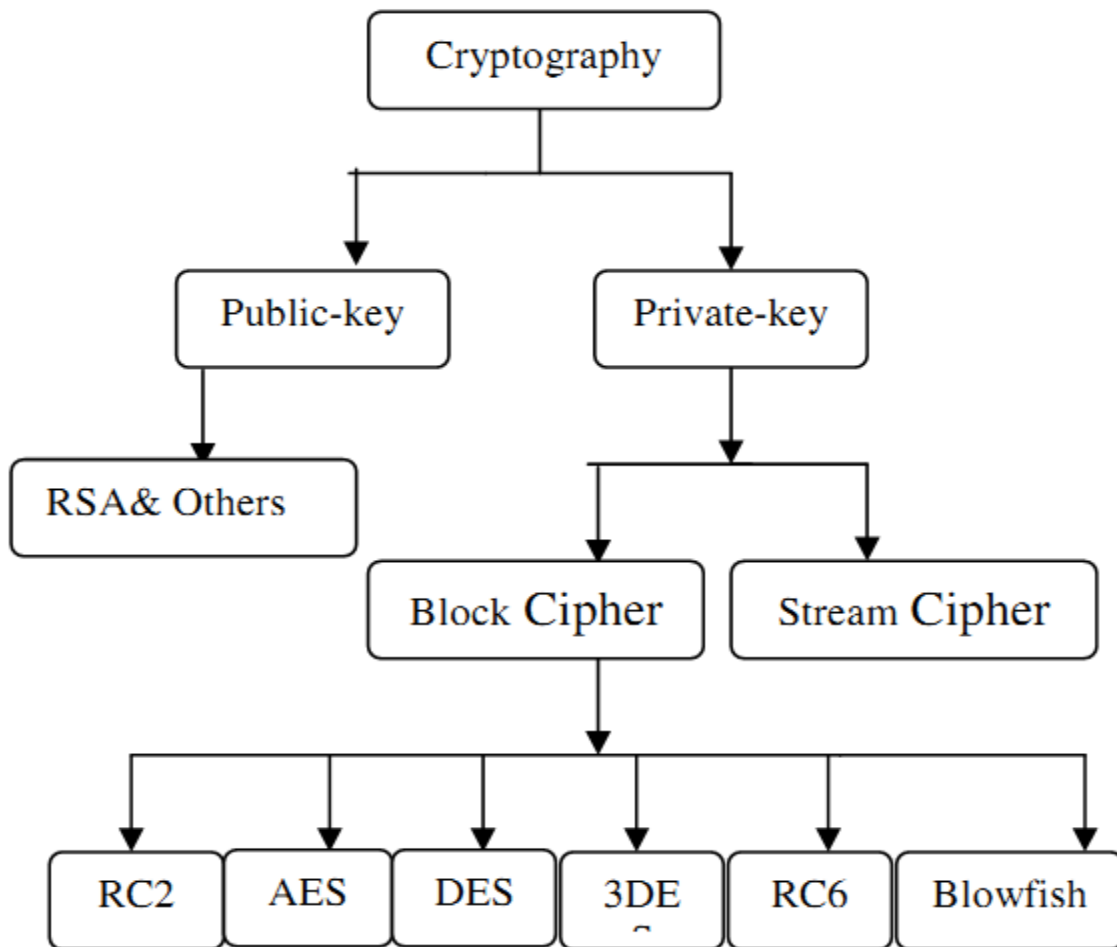 Cryptography
Public-key
Private-key
RSA& Others
Block Cipher
Stream Cipher
RC2
AES
DES
3DE
RC6
Blowfish